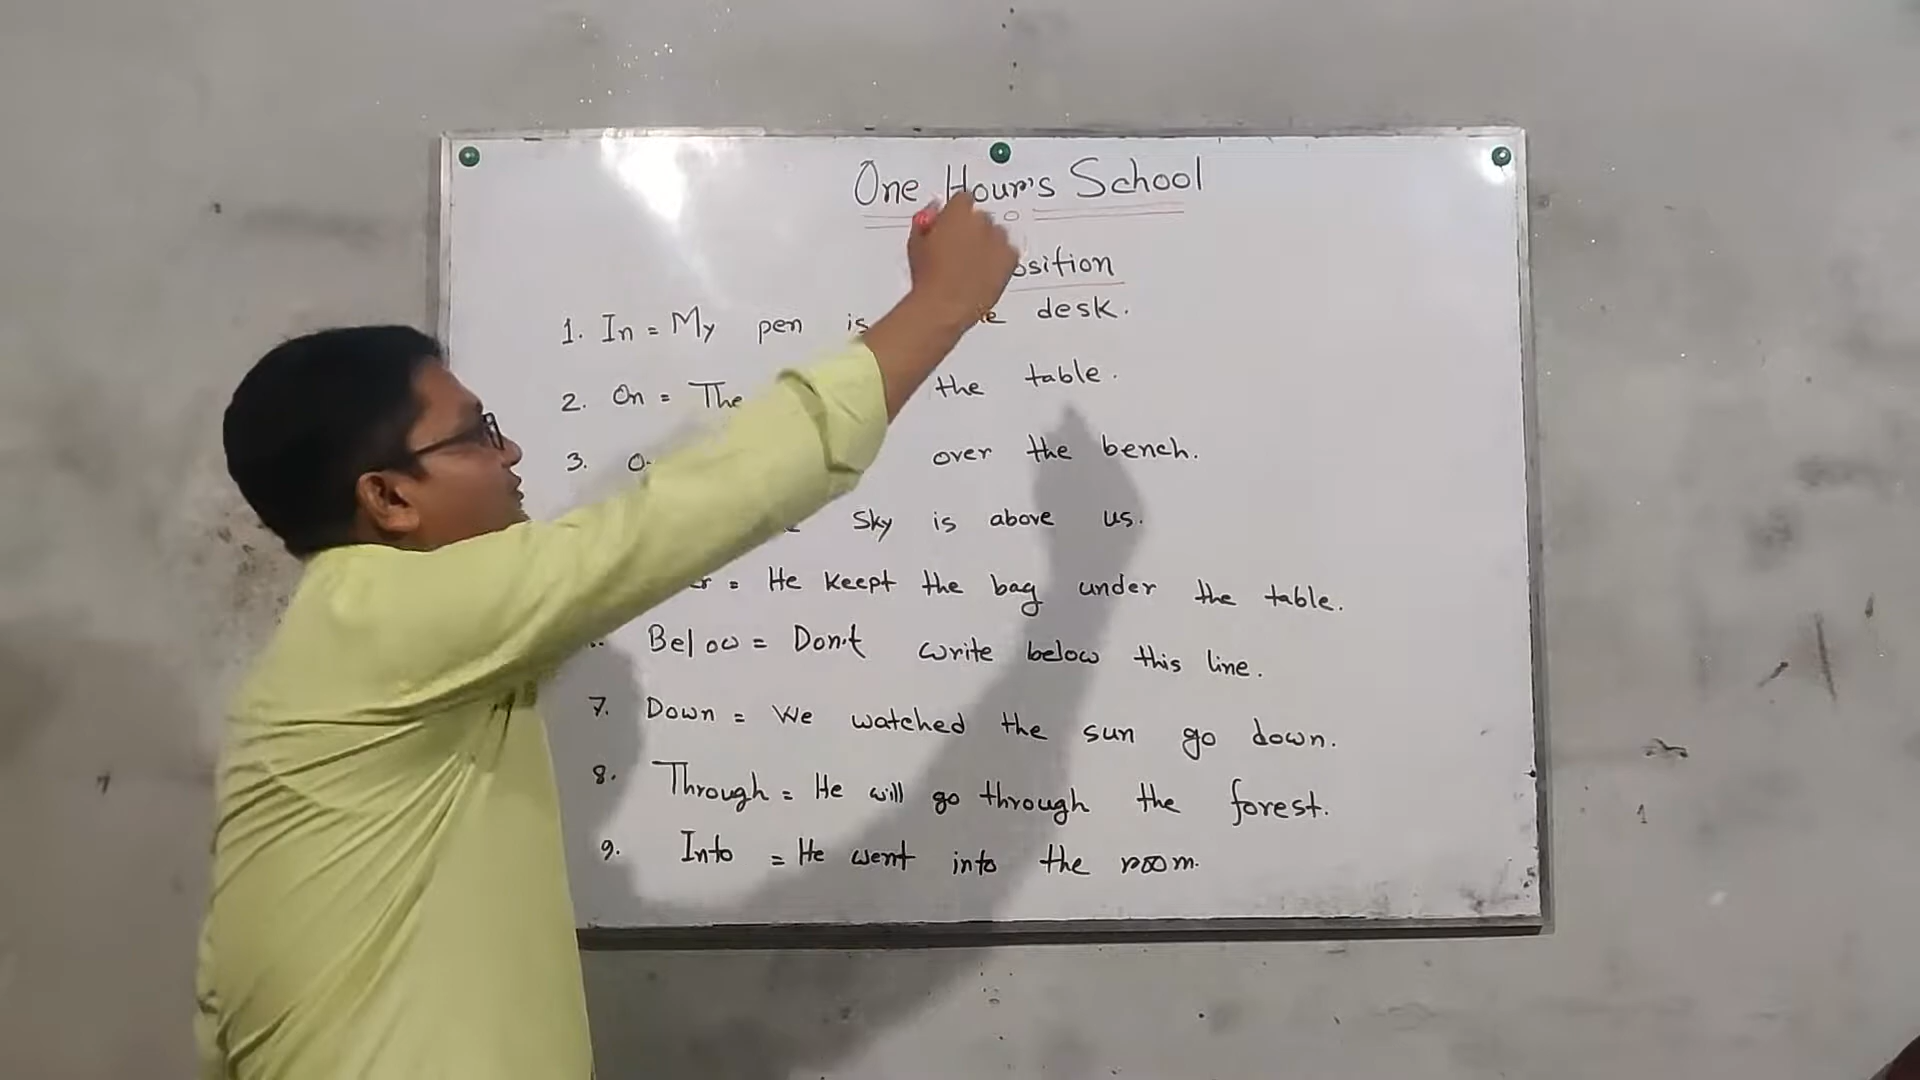 One Hour's School
osition
1. In = My pen is desk.
2. On = The the table.
3. over the bench.
Sky is above us.
= He keept the bag under the table.
Below = Don't write below this line.
7. Down = We watched the sun go down.
8. Through = He will go through the forest.
9. Into = He went into the room.